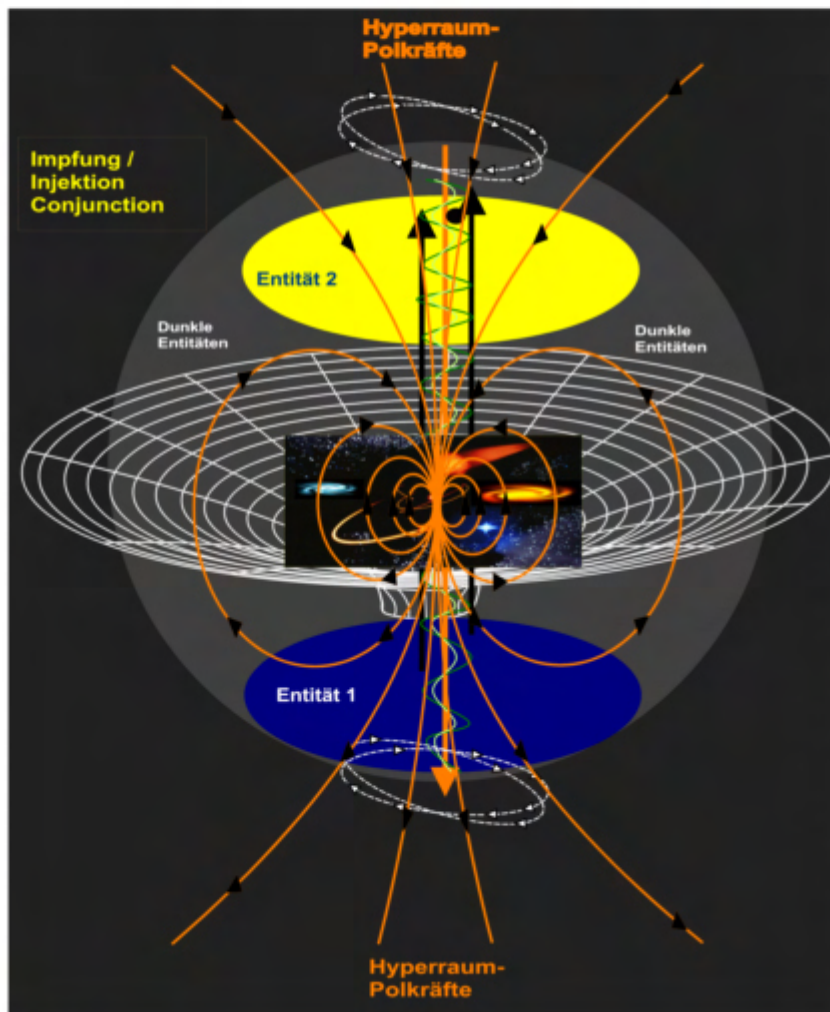 Hyperraum-
Polkräfte
Impfung /
Injektion
Conjunction
Entität 2
Dunkle
Entitäten
Dunkle
Entitäten
Entität 1
Hyperraum-
Polkräfte